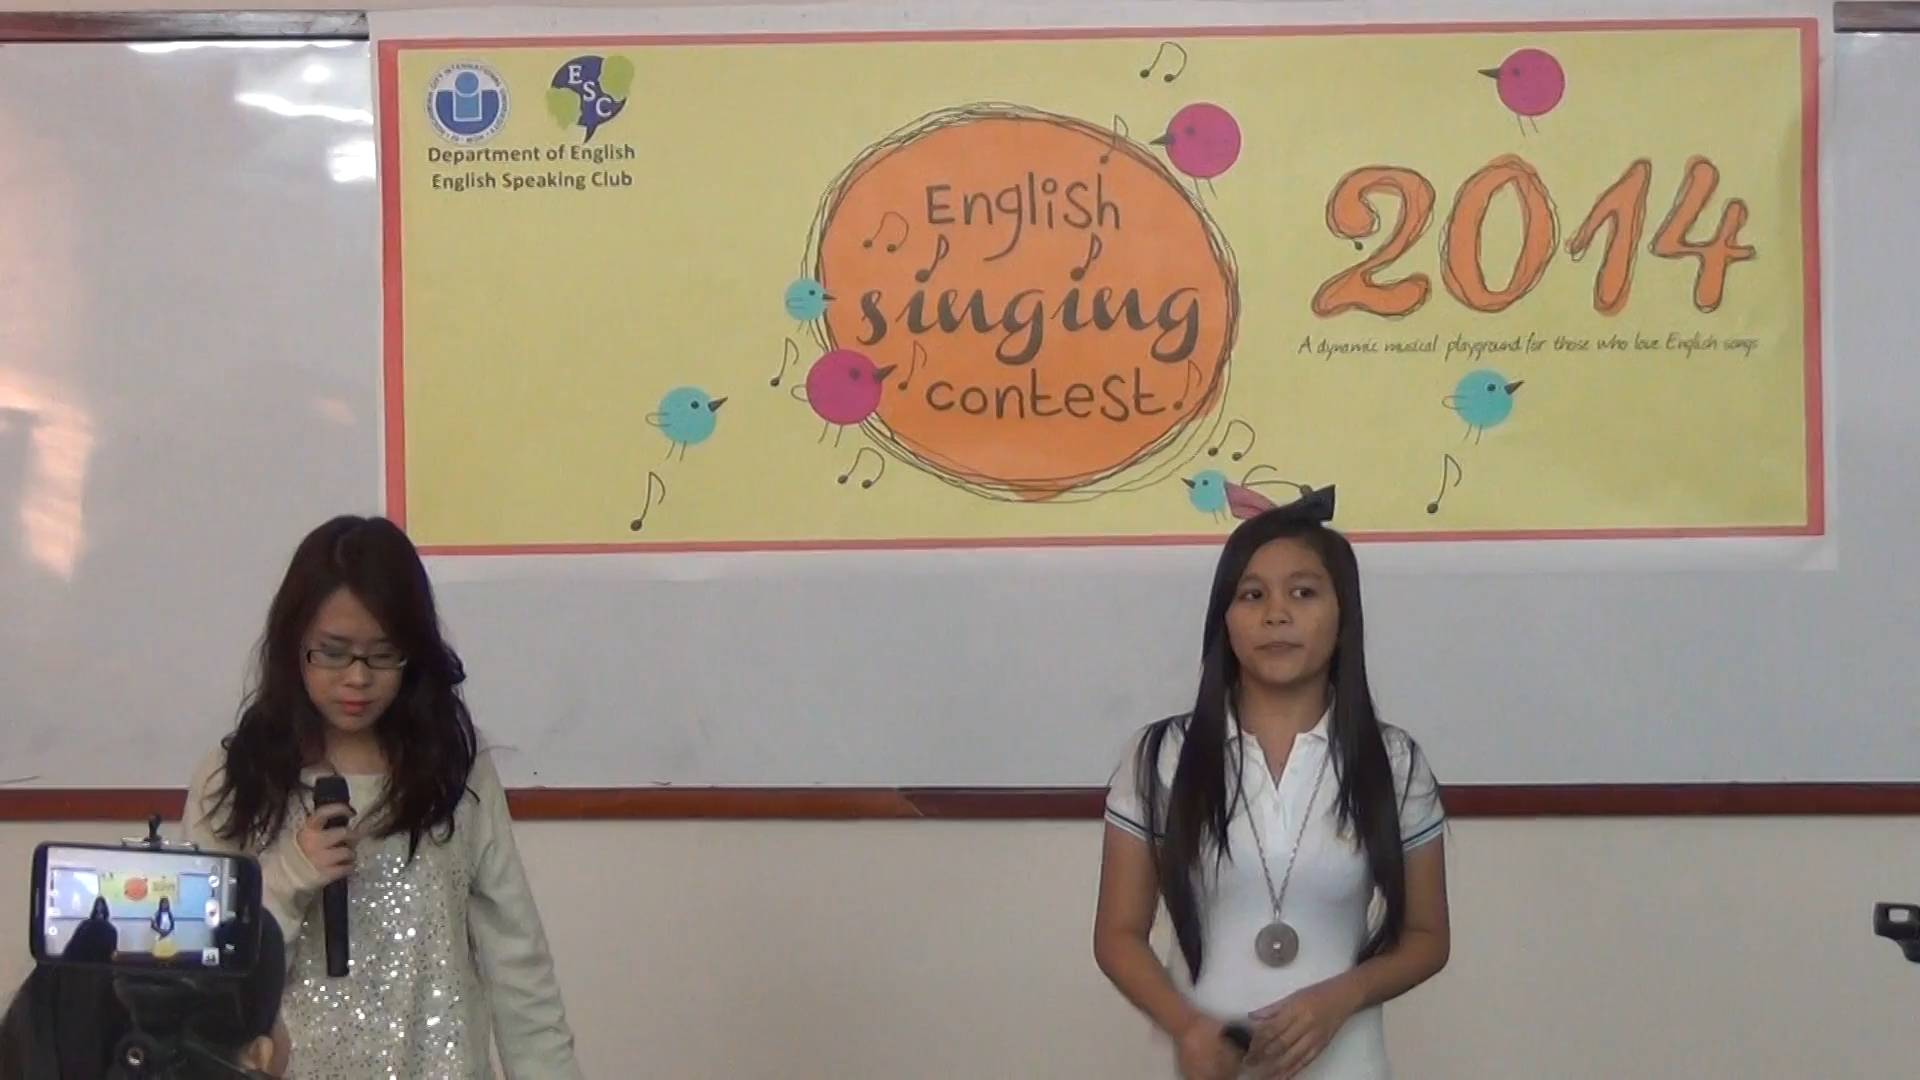 ESC
Department of English
English Speaking Club
English
singing
contest
2014
A dynamic musical playground for those who love English songs